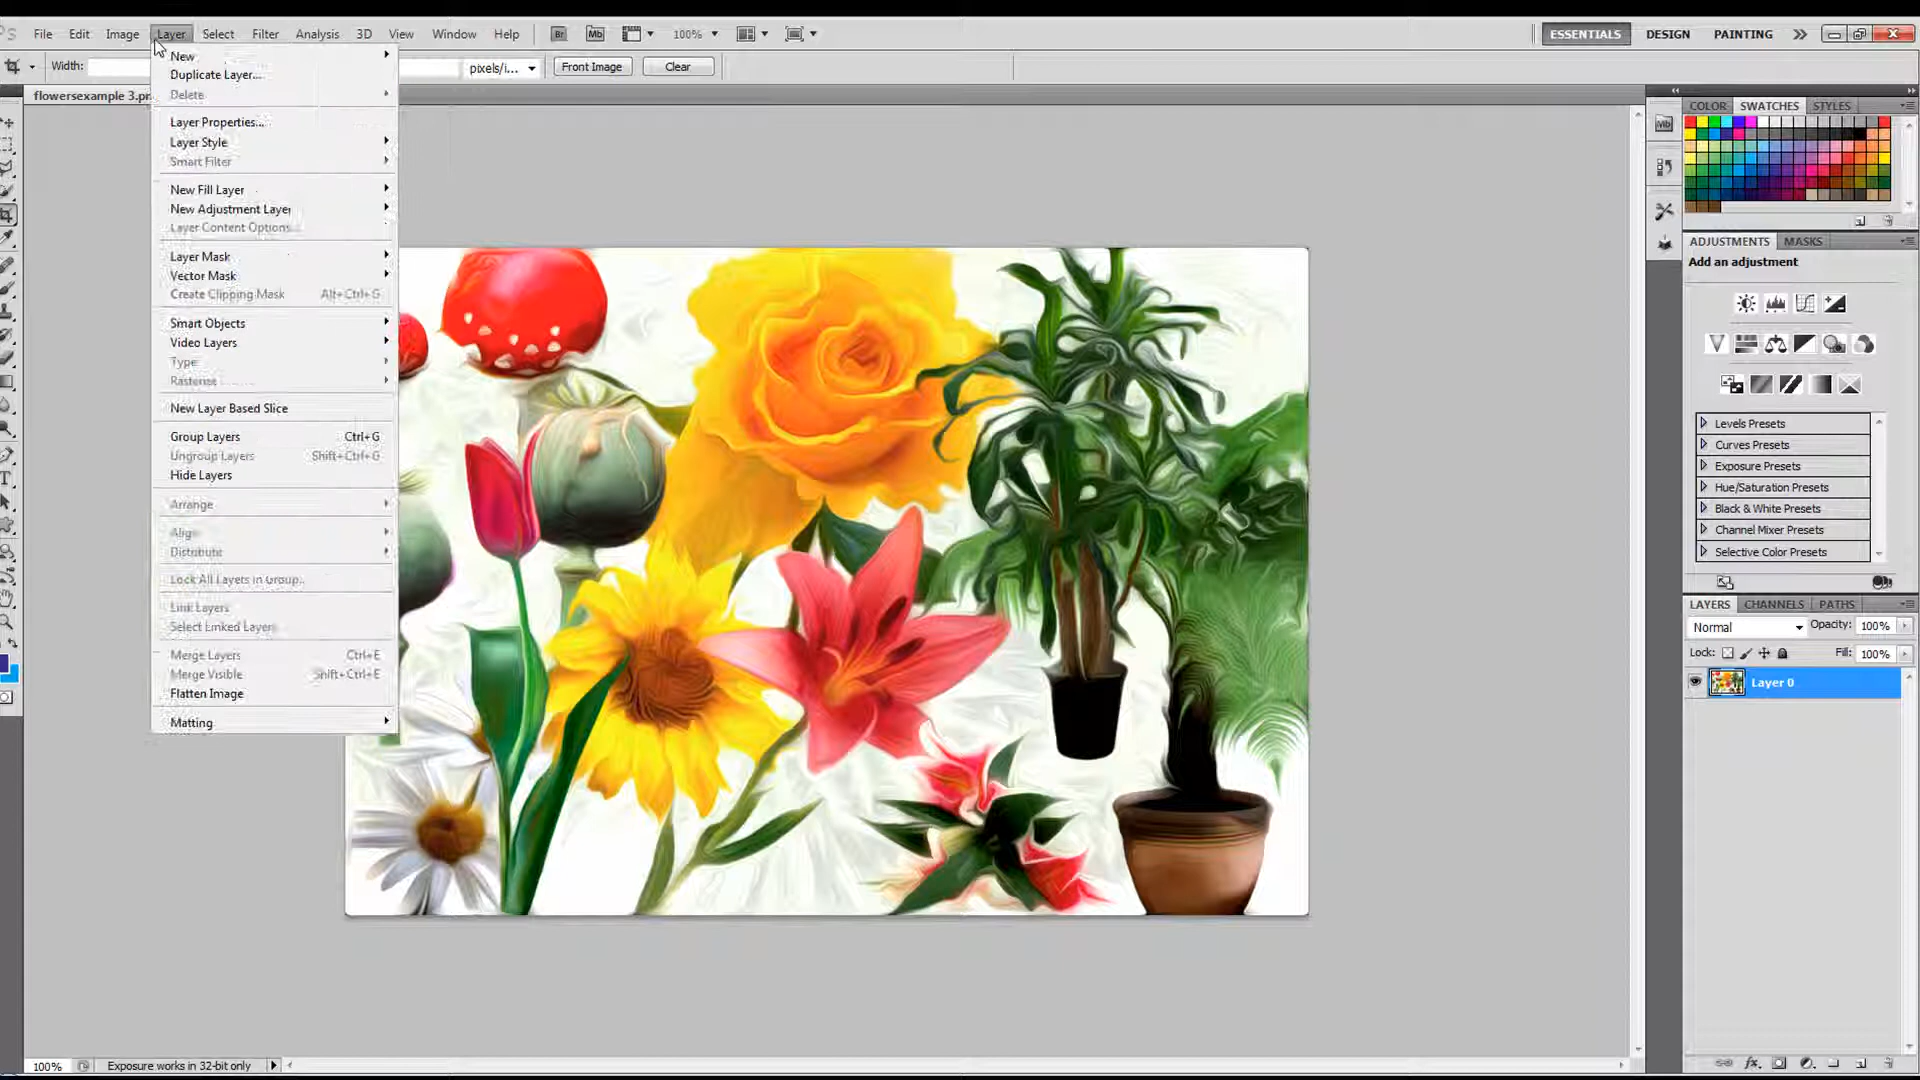 PS File Edit Image Layer Select Filter Analysis 3D View Window Help Br Mb 100% ESSENTIALS DESIGN PAINTING
Width: pixels/i... Front Image Clear
flowersexample 3.pn
New
Duplicate Layer...
Delete
Layer Properties...
Layer Style
Smart Filter
New Fill Layer
New Adjustment Layer
Layer Content Options...
Layer Mask
Vector Mask
Create Clipping Mask Alt+Ctrl+G
Smart Objects
Video Layers
Type
Rasterize
New Layer Based Slice
Group Layers Ctrl+G
Ungroup Layers Shift+Ctrl+G
Hide Layers
Arrange
Align
Distribute
Lock All Layers in Group...
Link Layers
Select Linked Layers
Merge Layers Ctrl+E
Merge Visible Shift+Ctrl+E
Flatten Image
Matting
COLOR SWATCHES STYLES
Mb
ADJUSTMENTS MASKS
Add an adjustment
Levels Presets
Curves Presets
Exposure Presets
Hue/Saturation Presets
Black & White Presets
Channel Mixer Presets
Selective Color Presets
LAYERS CHANNELS PATHS
Normal Opacity: 100%
Lock: Fill: 100%
Layer 0
100% Exposure works in 32-bit only